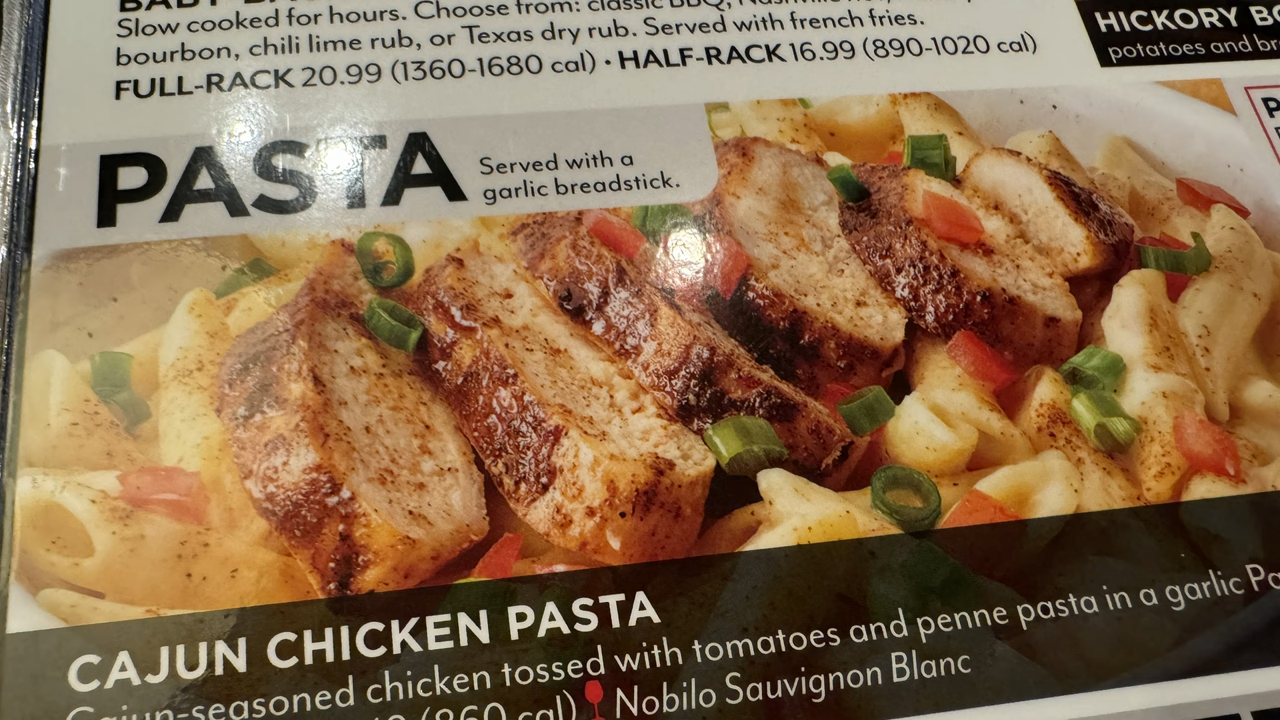 Slow cooked for hours. Choose from: classic BBQ, Nashville
bourbon, chili lime rub, or Texas dry rub. Served with french fries.
FULL-RACK 20.99 (1360-1680 cal) • HALF-RACK 16.99 (890-1020 cal)
HICKORY
potatoes and
PASTA
Served with a
garlic breadstick.
CAJUN CHICKEN PASTA
Cajun-seasoned chicken tossed with tomatoes and penne pasta in a garlic
(860 cal) Nobilo Sauvignon Blanc